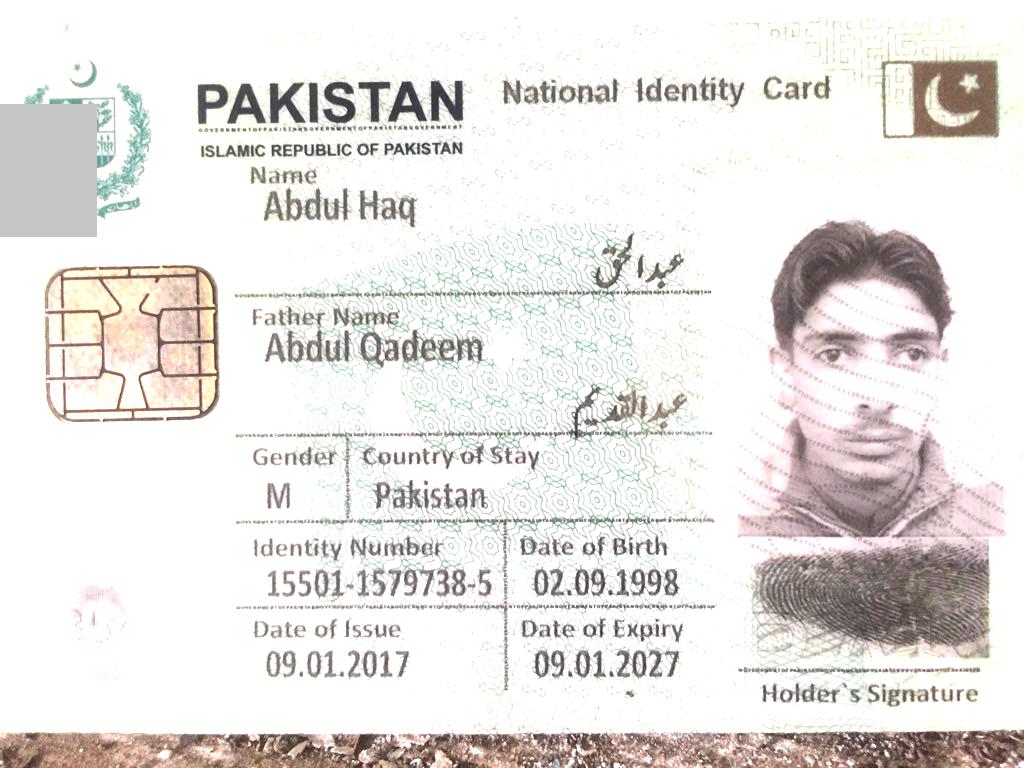 PAKISTAN National Identity Card
ISLAMIC REPUBLIC OF PAKISTAN
Name
Abdul Haq
عبدالحق
Father Name
Abdul Qadeem
عبدالقدیم
Gender Country of Stay
M Pakistan
Identity Number Date of Birth
15501-1579738-5 02.09.1998
Date of Issue Date of Expiry
09.01.2017 09.01.2027
Holder`s Signature